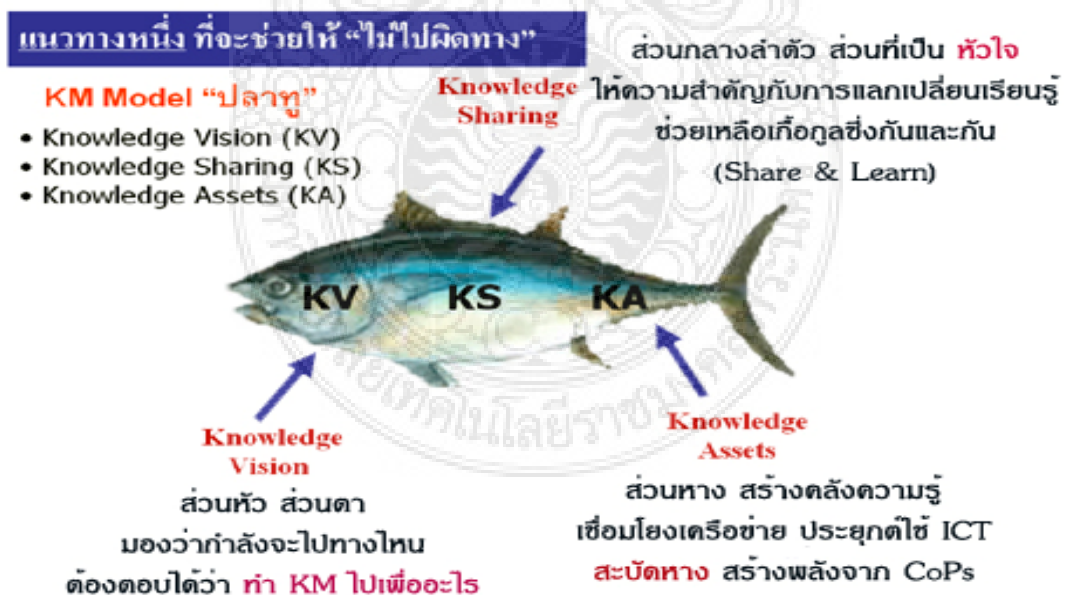 แนวทางหนึ่ง ที่จะช่วยให้ “ไม่ไปผิดทาง”
KM Model “ปลาทู”
• Knowledge Vision (KV)
• Knowledge Sharing (KS)
• Knowledge Assets (KA)
Knowledge
Sharing
ส่วนกลางลำตัว ส่วนที่เป็น หัวใจ
ให้ความสำคัญกับการแลกเปลี่ยนเรียนรู้
ช่วยเหลือเกื้อกูลซึ่งกันและกัน
(Share & Learn)
KV KS KA
Knowledge
Vision
ส่วนหัว ส่วนตา
มองว่ากำลังจะไปทางไหน
ต้องตอบได้ว่า ทำ KM ไปเพื่ออะไร
Knowledge
Assets
ส่วนหาง สร้างคลังความรู้
เชื่อมโยงเครือข่าย ประยุกต์ใช้ ICT
สะบัดหาง สร้างพลังจาก CoPs